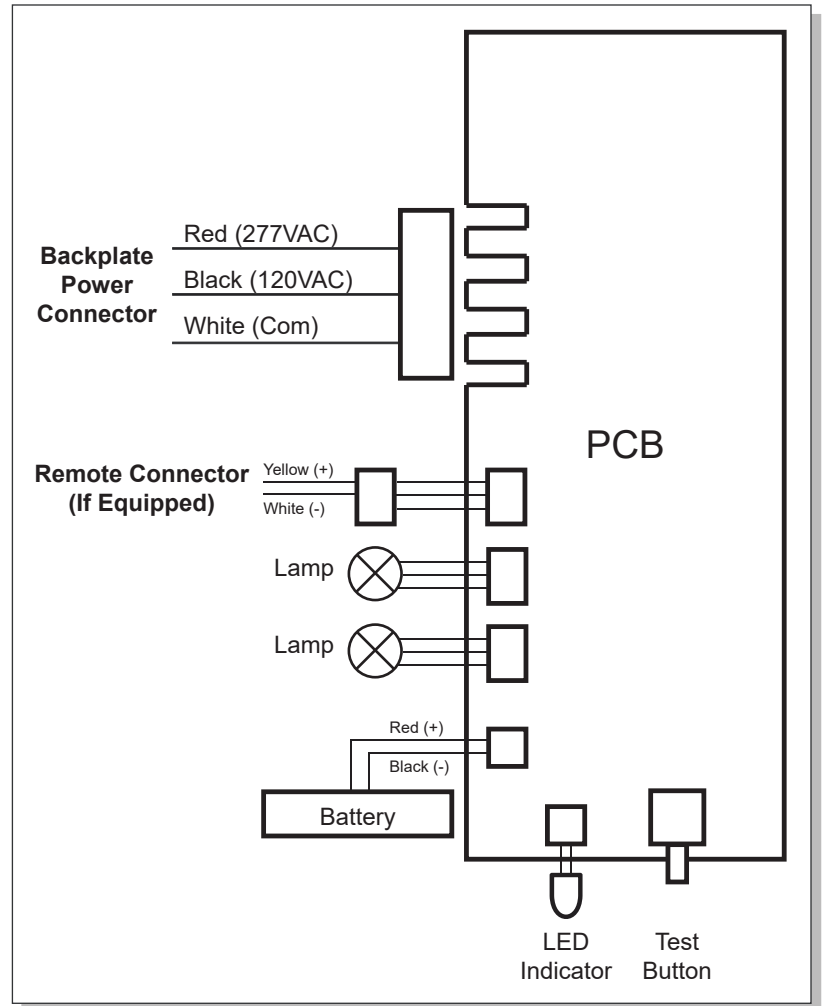 Backplate
Power
Connector
Red (277VAC)
Black (120VAC)
White (Com)
PCB
Remote Connector
(If Equipped)
Yellow (+)
White (-)
Lamp
Lamp
Red (+)
Black (-)
Battery
LED
Indicator
Test
Button